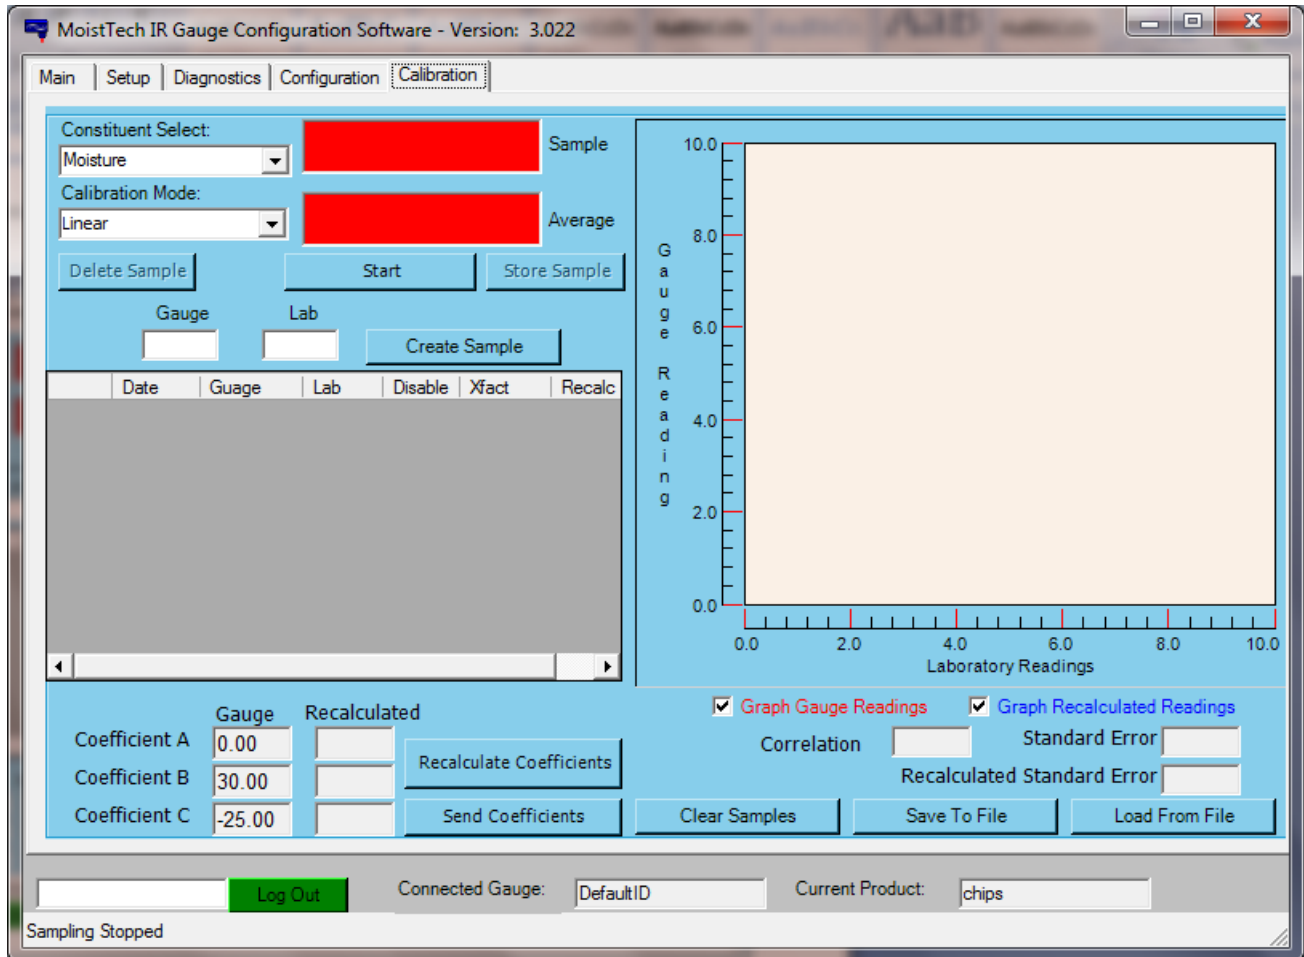 MoistTech IR Gauge Configuration Software - Version: 3.022
Main Setup Diagnostics Configuration Calibration
Constituent Select:
Moisture
Sample
Calibration Mode:
Linear
Average
Delete Sample Start Store Sample
Gauge Lab
Create Sample
Date Guage Lab Disable Xfact Recalc
Gauge Reading
10.0
8.0
6.0
4.0
2.0
0.0
0.0 2.0 4.0 6.0 8.0 10.0
Laboratory Readings
Graph Gauge Readings Graph Recalculated Readings
Correlation Standard Error
Recalculated Standard Error
Gauge Recalculated
Coefficient A 0.00
Coefficient B 30.00
Coefficient C -25.00
Recalculate Coefficients
Send Coefficients Clear Samples Save To File Load From File
Log Out Connected Gauge: DefaultID Current Product: chips
Sampling Stopped